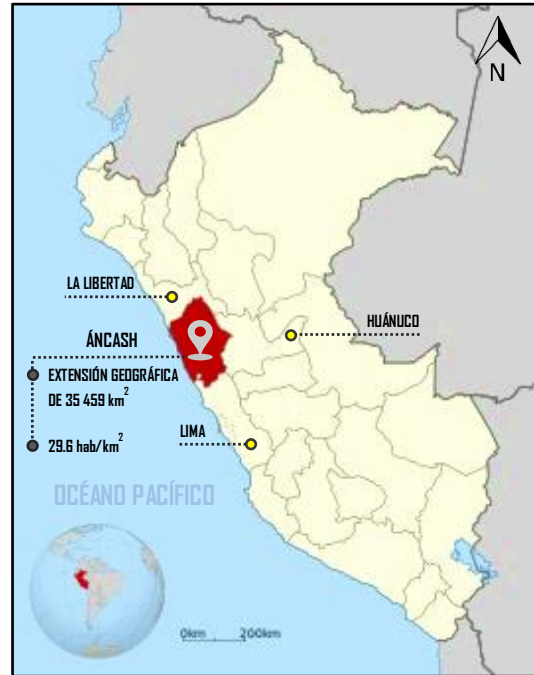 N
LA LIBERTAD
HUÁNUCO
ÁNCASH
EXTENSIÓN GEOGRÁFICA
DE 35 459 km²
LIMA
29.6 hab/km²
OCÉANO PACÍFICO
0km 200km